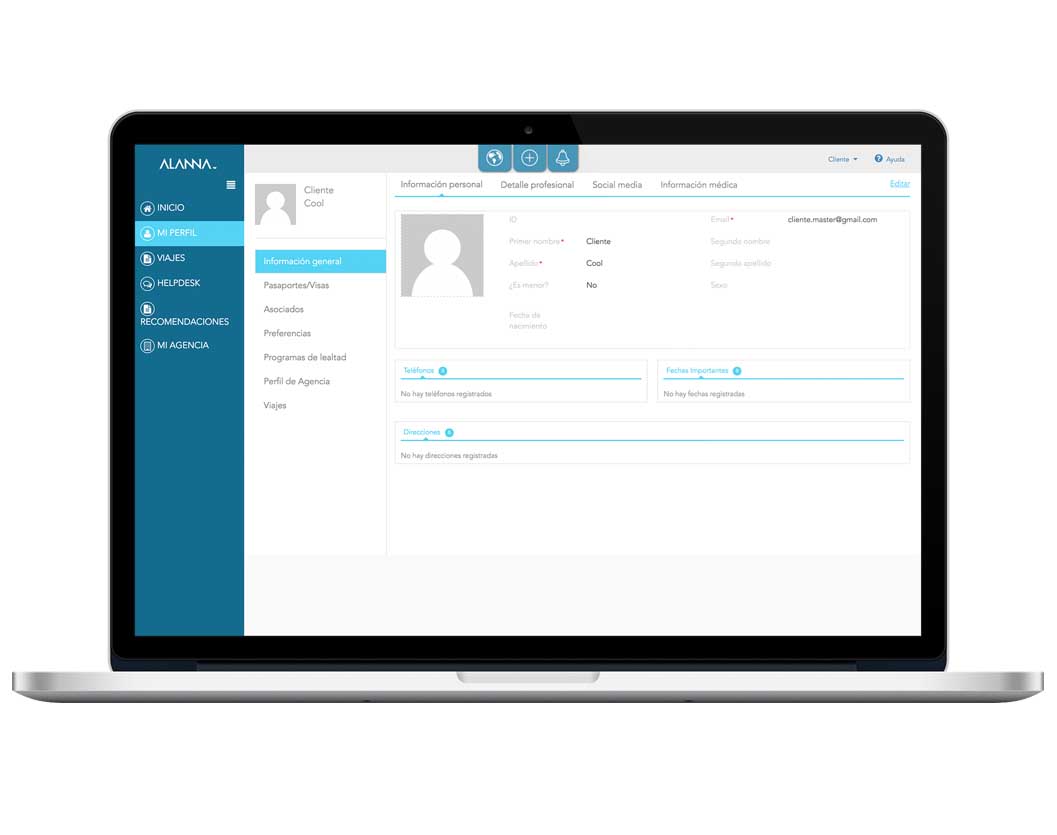 ALANNA
Cliente
Ayuda
INICIO
MI PERFIL
VIAJES
HELPDESK
RECOMENDACIONES
MI AGENCIA
Cliente
Cool
Información general
Pasaportes/Visas
Asociados
Preferencias
Programas de lealtad
Perfil de Agencia
Viajes
Información personal
Detalle profesional
Social media
Información médica
Editar
ID
Email*
cliente.master@gmail.com
Primer nombre*
Cliente
Segundo nombre
Apellido*
Cool
Segundo apellido
¿Es menor?
No
Sexo
Fecha de
nacimiento
Teléfonos 0
No hay teléfonos registrados
Fechas Importantes 0
No hay fechas registradas
Direcciones 0
No hay direcciones registradas